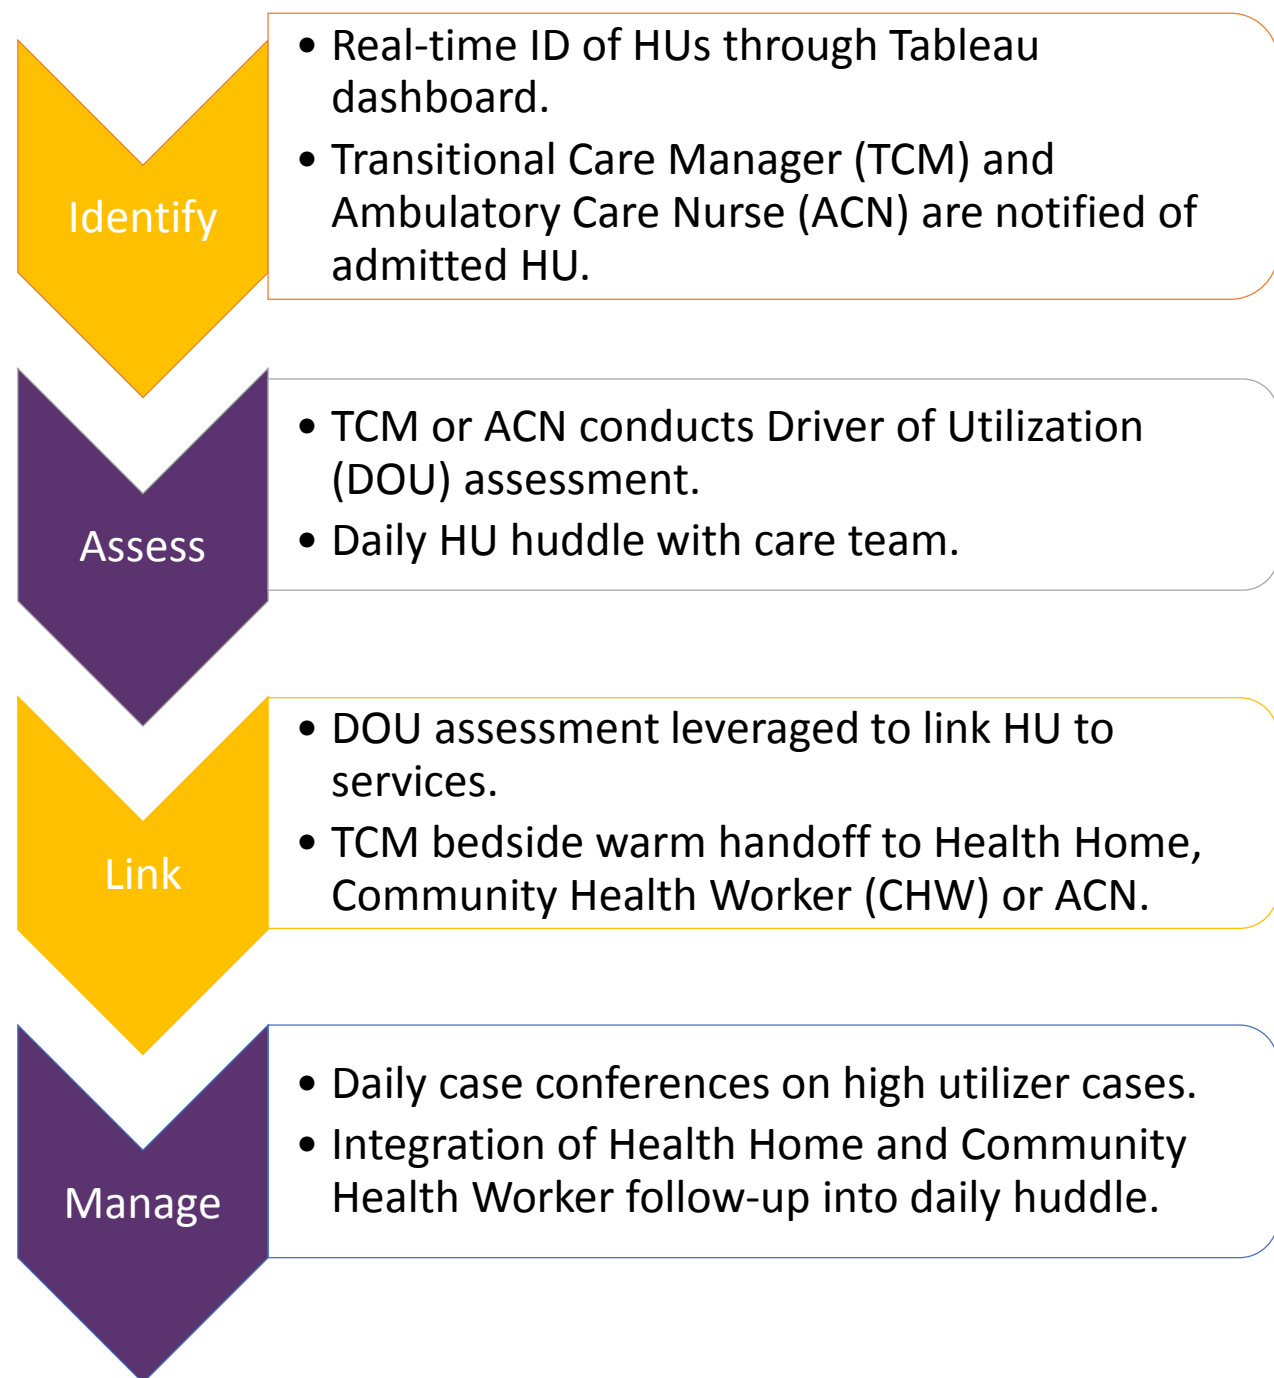 Identify
• Real-time ID of HUs through Tableau
dashboard.
• Transitional Care Manager (TCM) and
Ambulatory Care Nurse (ACN) are notified of
admitted HU.
Assess
• TCM or ACN conducts Driver of Utilization
(DOU) assessment.
• Daily HU huddle with care team.
Link
• DOU assessment leveraged to link HU to
services.
• TCM bedside warm handoff to Health Home,
Community Health Worker (CHW) or ACN.
Manage
• Daily case conferences on high utilizer cases.
• Integration of Health Home and Community
Health Worker follow-up into daily huddle.